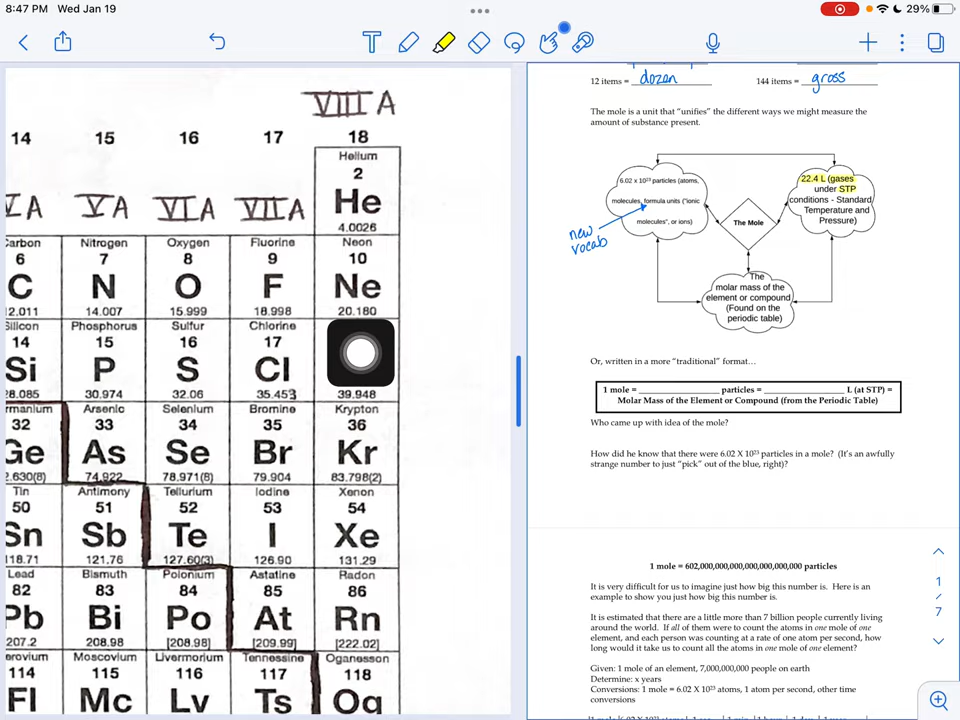 8:47 PM Wed Jan 19
29%
VIII A
14 15 16 17 18
Helium
2
He
4.0026
A VA VIA VIIA
Carbon Nitrogen Oxygen Fluorine Neon
6 7 8 9 10
C N O F Ne
2.011 14.007 15.999 18.998 20.180
Silicon Phosphorus Sulfur Chlorine
14 15 16 17
Si P S Cl
28.085 30.974 32.06 35.453 39.948
rmanium Arsenic Selenium Bromine Krypton
32 33 34 35 36
Ge As Se Br Kr
2.630(8) 74.922 78.971(8) 79.904 83.798(2)
Tin Antimony Tellurium Iodine Xenon
50 51 52 53 54
Sn Sb Te I Xe
118.71 121.76 127.60(3) 126.90 131.29
Lead Bismuth Polonium Astatine Radon
82 83 84 85 86
Pb Bi Po At Rn
207.2 208.98 [208.98] [209.99] [222.02]
erovium Moscovium Livermorium Tennessine Oganesson
114 115 116 117 118
Fl Mc Lv Ts Og
12 items = dozen 144 items = gross
The mole is a unit that "unifies" the different ways we might measure the
amount of substance present.
6.02 x 10²³ particles (atoms,
molecules, formula units ("ionic
molecules", or ions)
new
vocab
The Mole
22.4 L (gases
under STP
conditions - Standard
Temperature and
Pressure)
The
molar mass of the
element or compound
(Found on the
periodic table)
Or, written in a more "traditional" format…
1 mole = _______________ particles = _______________ L (at STP) =
Molar Mass of the Element or Compound (from the Periodic Table)
Who came up with idea of the mole?
How did he know that there were 6.02 X 10²³ particles in a mole? (It's an awfully
strange number to just "pick" out of the blue, right)?
1 mole = 602,000,000,000,000,000,000,000 particles
It is very difficult for us to imagine just how big this number is. Here is an
example to show you just how big this number is.
It is estimated that there are a little more than 7 billion people currently living
around the world. If all of them were to count the atoms in one mole of one
element, and each person was counting at a rate of one atom per second, how
long would it take us to count all the atoms in one mole of one element?
Given: 1 mole of an element, 7,000,000,000 people on earth
Determine: x years
Conversions: 1 mole = 6.02 X 10²³ atoms, 1 atom per second, other time
conversions
1
/
7